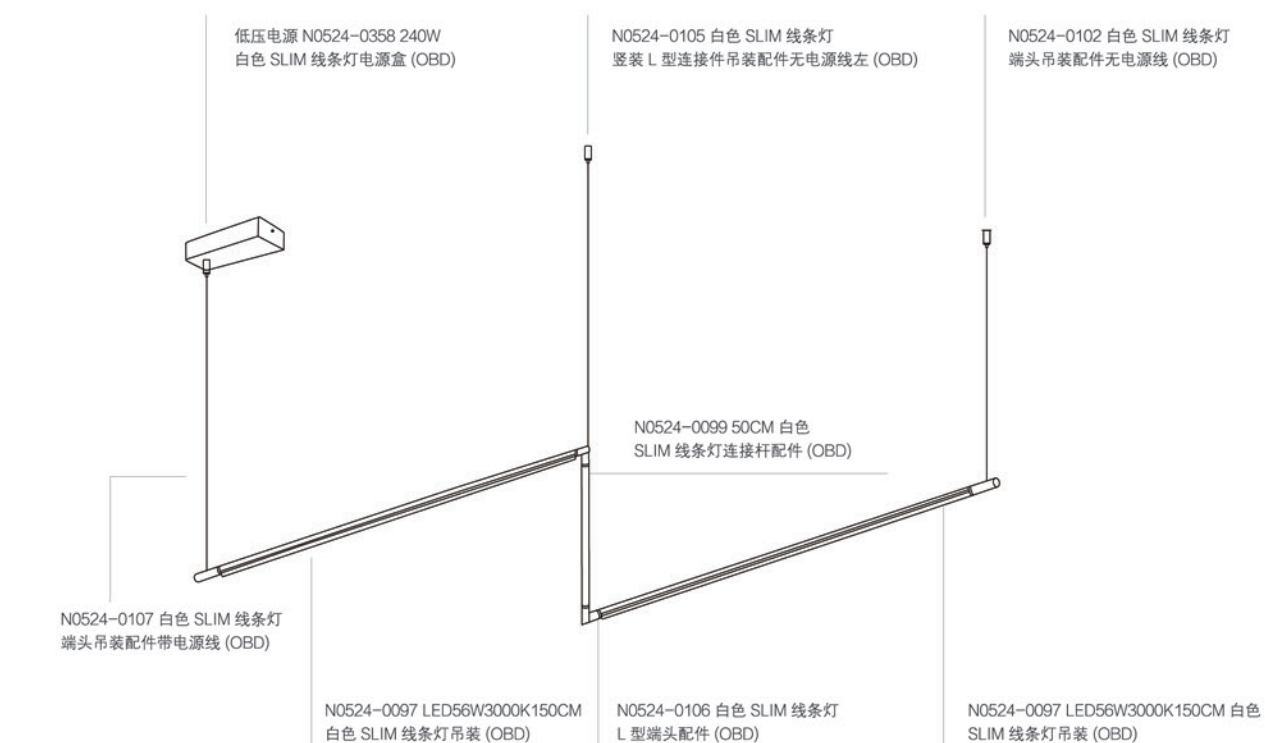 低压电源 N0524-0358 240W
白色 SLIM 线条灯电源盒 (OBD)
N0524-0105 白色 SLIM 线条灯
竖装 L 型连接件吊装配件无电源线左 (OBD)
N0524-0102 白色 SLIM 线条灯
端头吊装配件无电源线 (OBD)
N0524-0099 50CM 白色
SLIM 线条灯连接杆配件 (OBD)
N0524-0107 白色 SLIM 线条灯
端头吊装配件带电源线 (OBD)
N0524-0097 LED56W3000K150CM
白色 SLIM 线条灯吊装 (OBD)
N0524-0106 白色 SLIM 线条灯
L 型端头配件 (OBD)
N0524-0097 LED56W3000K150CM 白色
SLIM 线条灯吊装 (OBD)